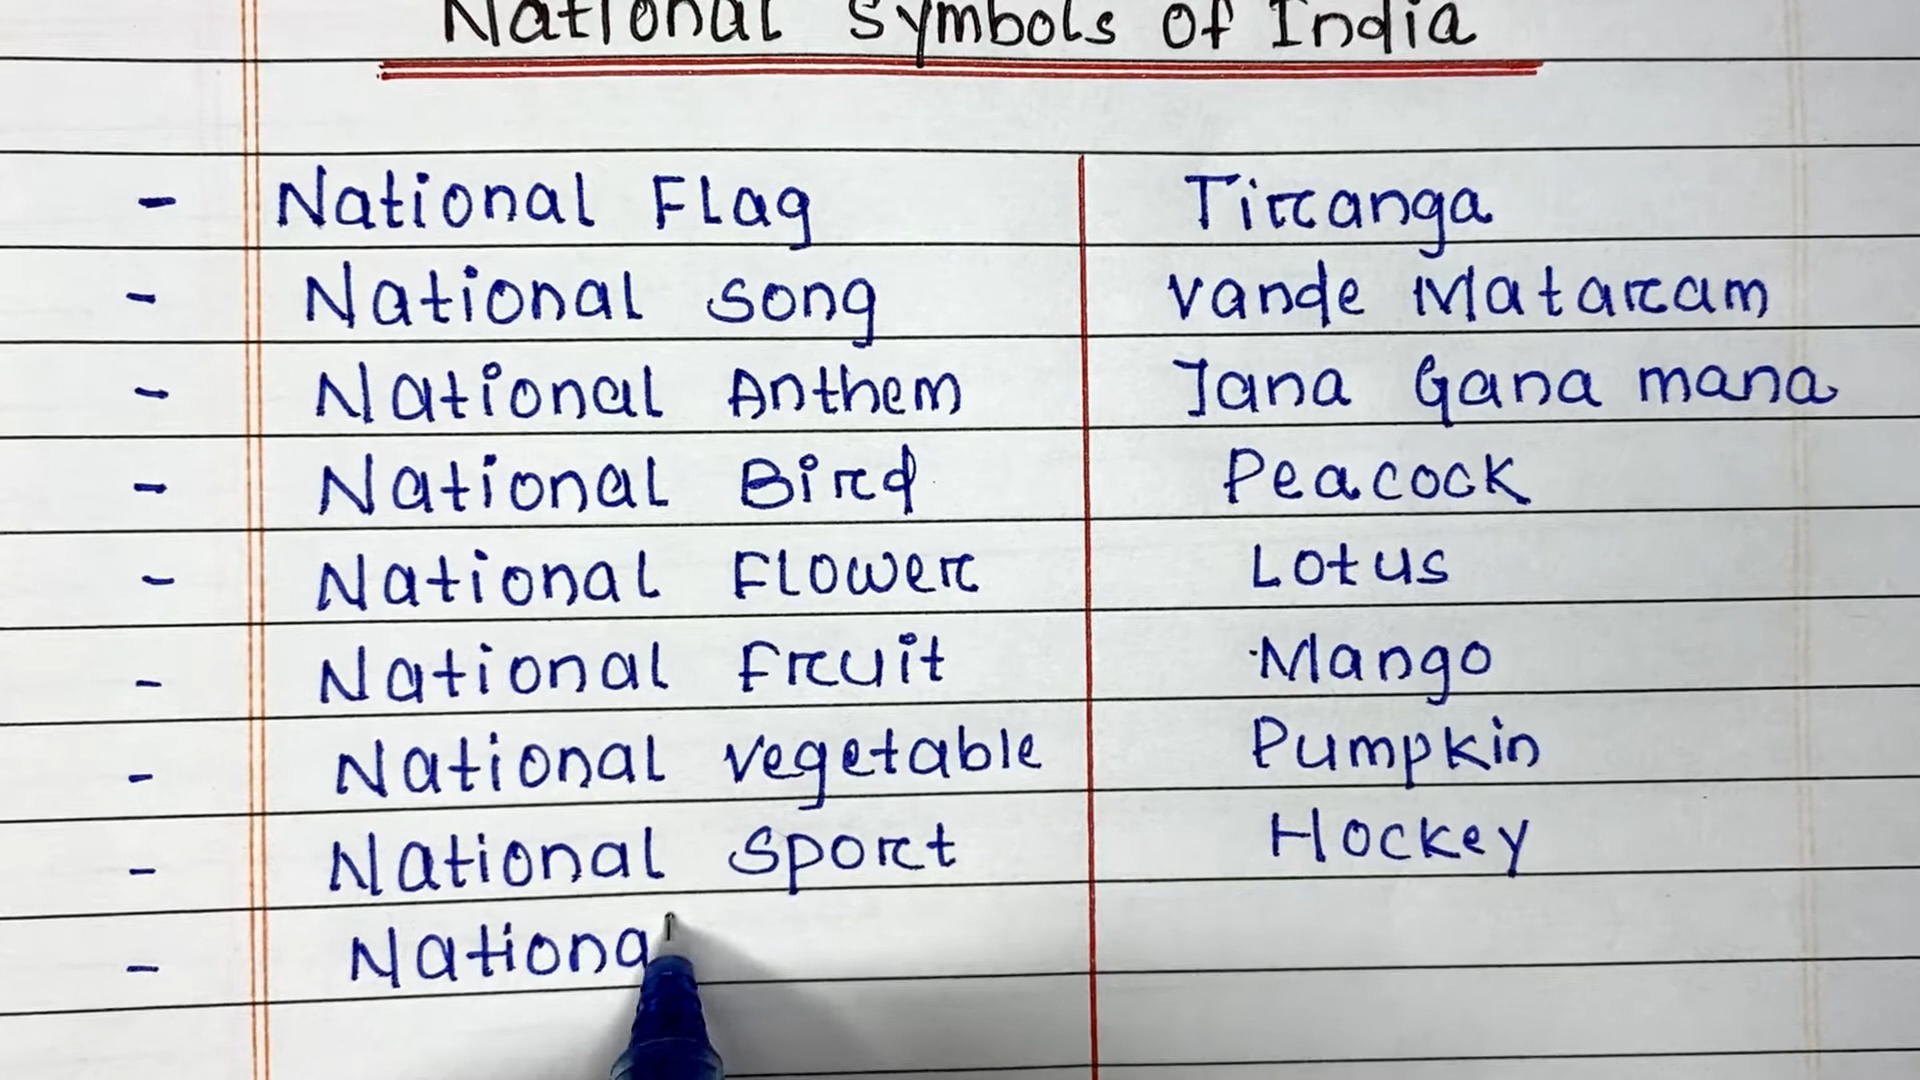 National Symbols of India
- National Flag Tiranga
- National song vande Mataram
- National Anthem Jana Gana mana
- National Bird Peacock
- National Flower Lotus
- National Fruit Mango
- National vegetable Pumpkin
- National Sport Hockey
- Nationa